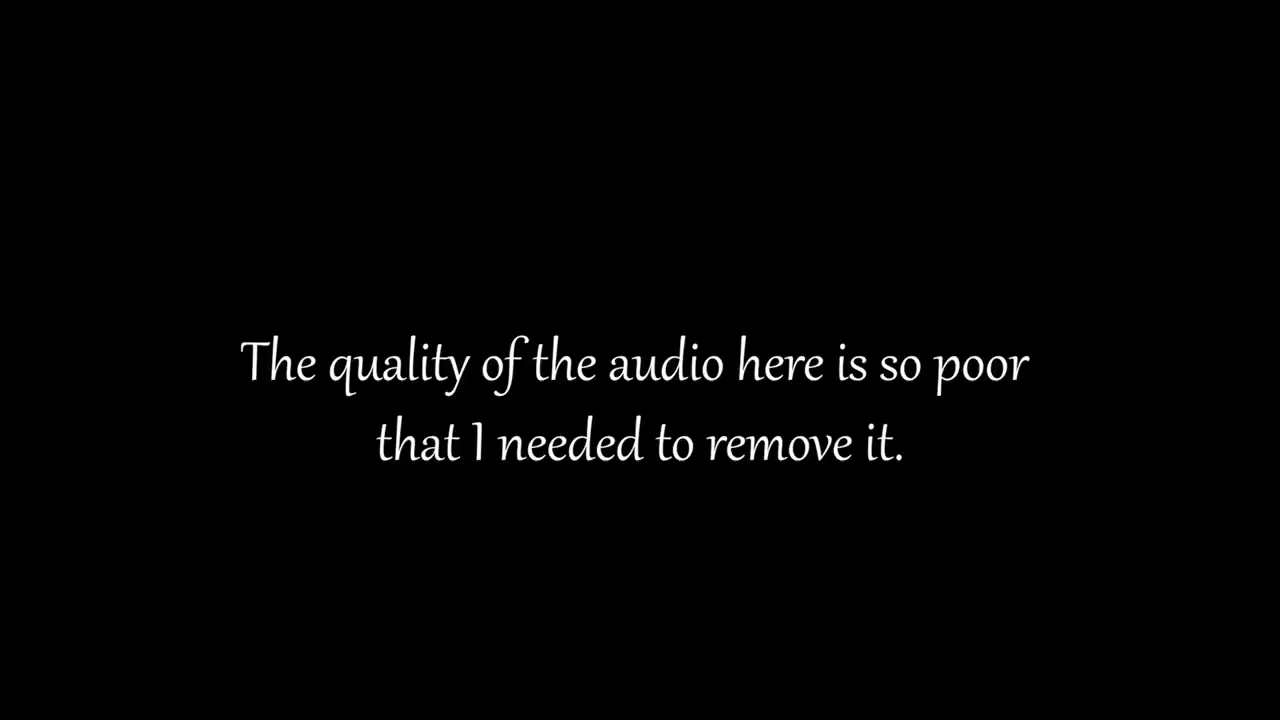 The quality of the audio here is so poor
that I needed to remove it.